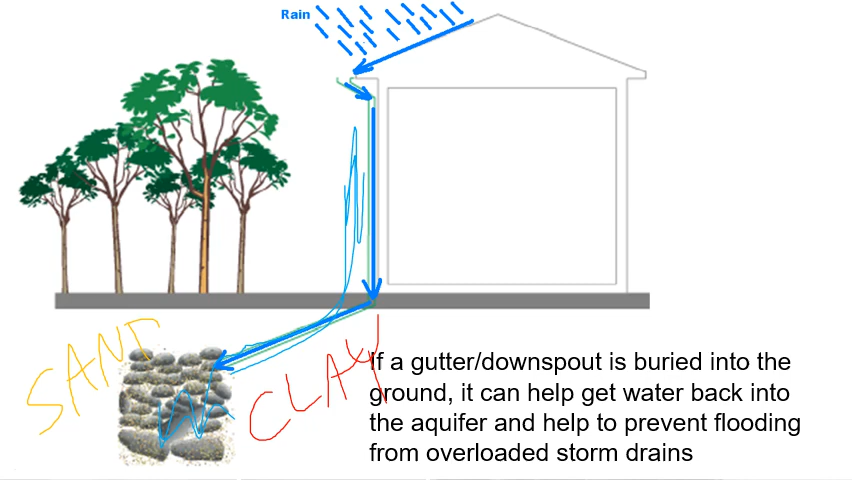 Rain
SAND
CLAY
If a gutter/downspout is buried into the
ground, it can help get water back into
the aquifer and help to prevent flooding
from overloaded storm drains